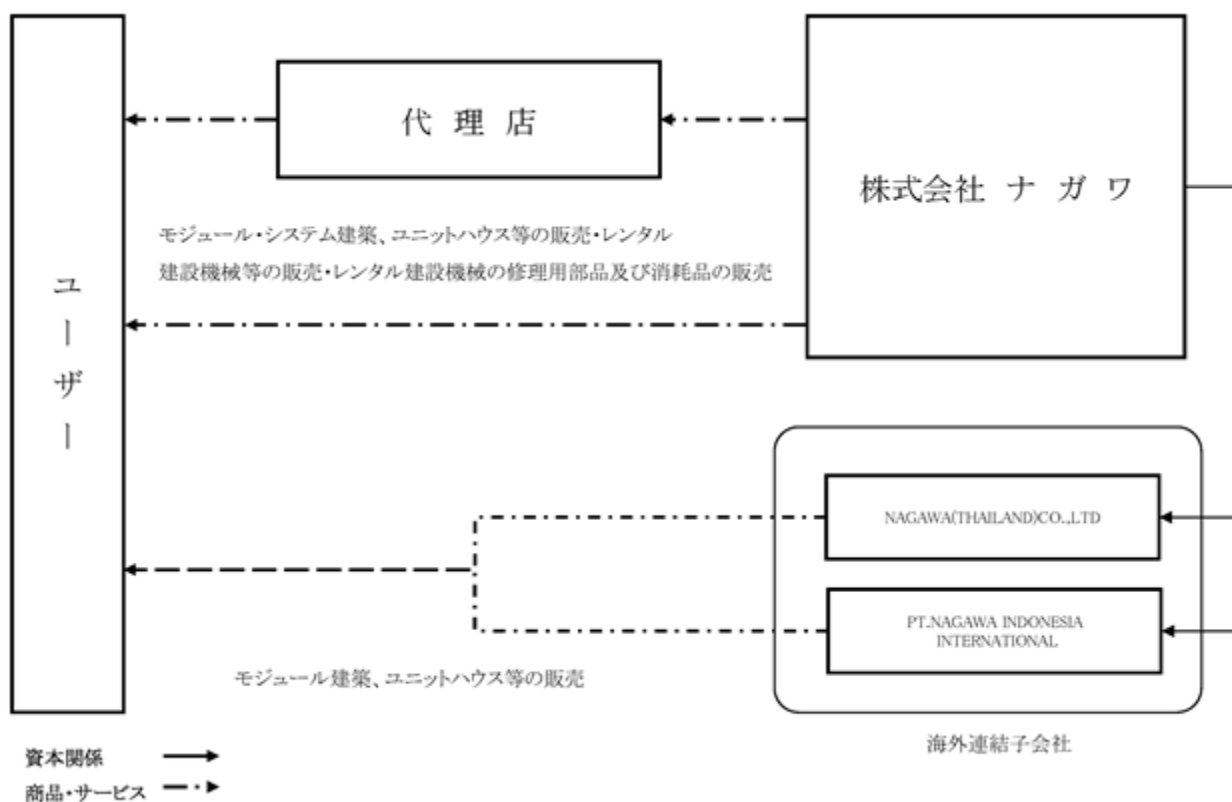 代理店
株式会社 ナガワ
モジュール・システム建築、ユニットハウス等の販売・レンタル
建設機械等の販売・レンタル建設機械の修理用部品及び消耗品の販売
ユーザー
NAGAWA(THAILAND)CO.,LTD
PT.NAGAWA INDONESIA
INTERNATIONAL
モジュール建築、ユニットハウス等の販売
海外連結子会社
資本関係
商品・サービス